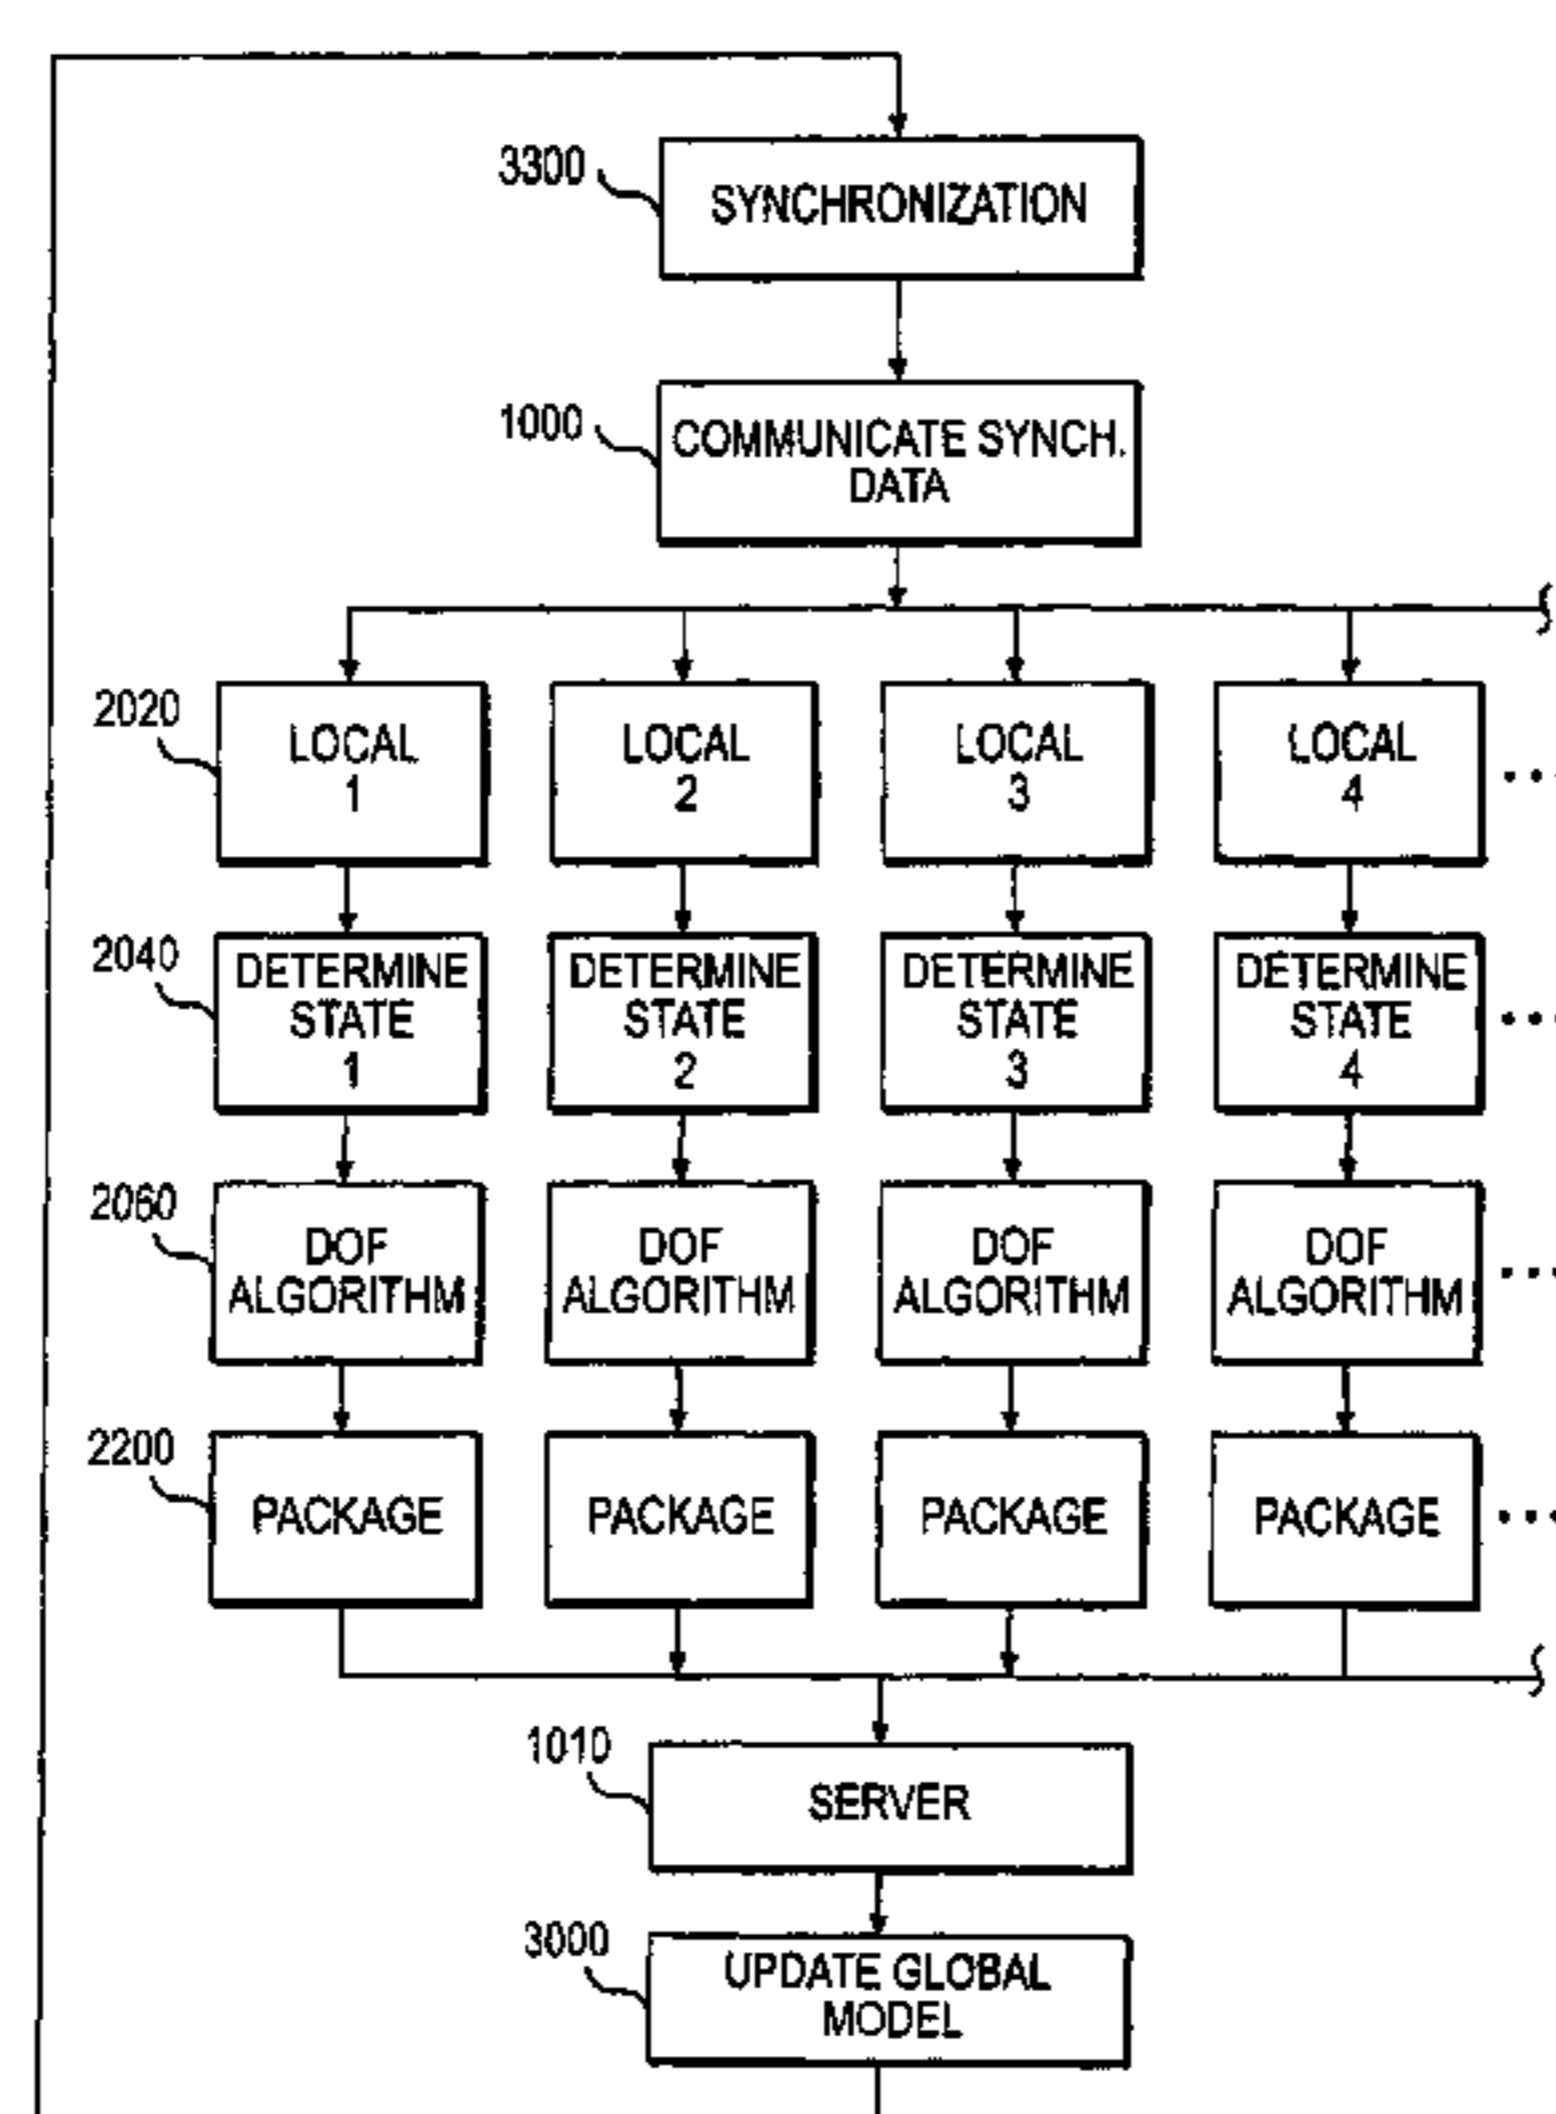 3300
SYNCHRONIZATION
1000
COMMUNICATE SYNCH.
DATA
2020
LOCAL
1
LOCAL
2
LOCAL
3
LOCAL
4
2040
DETERMINE
STATE
1
DETERMINE
STATE
2
DETERMINE
STATE
3
DETERMINE
STATE
4
2060
DOF
ALGORITHM
DOF
ALGORITHM
DOF
ALGORITHM
DOF
ALGORITHM
2200
PACKAGE
PACKAGE
PACKAGE
PACKAGE
1010
SERVER
3000
UPDATE GLOBAL
MODEL